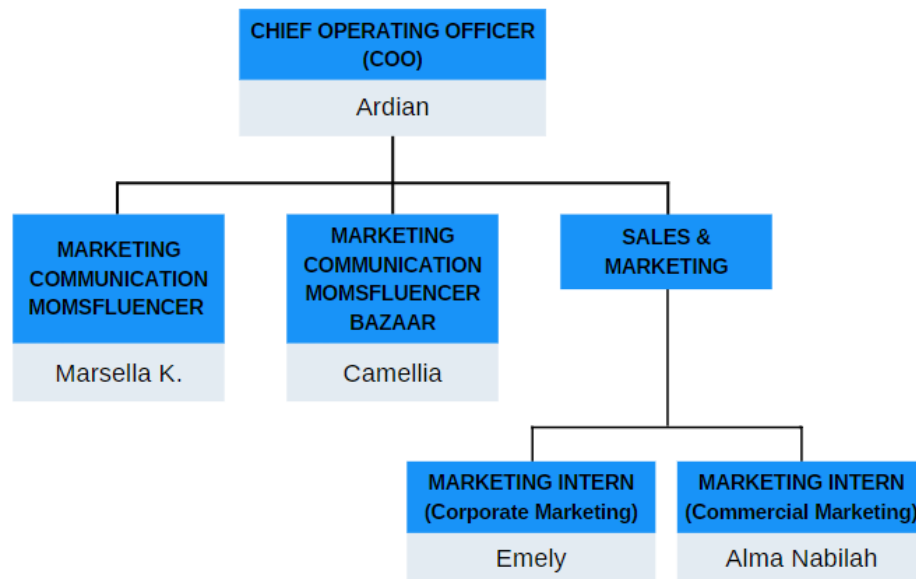 CHIEF OPERATING OFFICER
(COO)
Ardian
MARKETING
COMMUNICATION
MOMSFLUENCER
Marsella K.
MARKETING
COMMUNICATION
MOMSFLUENCER
BAZAAR
Camellia
SALES &
MARKETING
MARKETING INTERN
(Corporate Marketing)
Emely
MARKETING INTERN
(Commercial Marketing)
Alma Nabilah